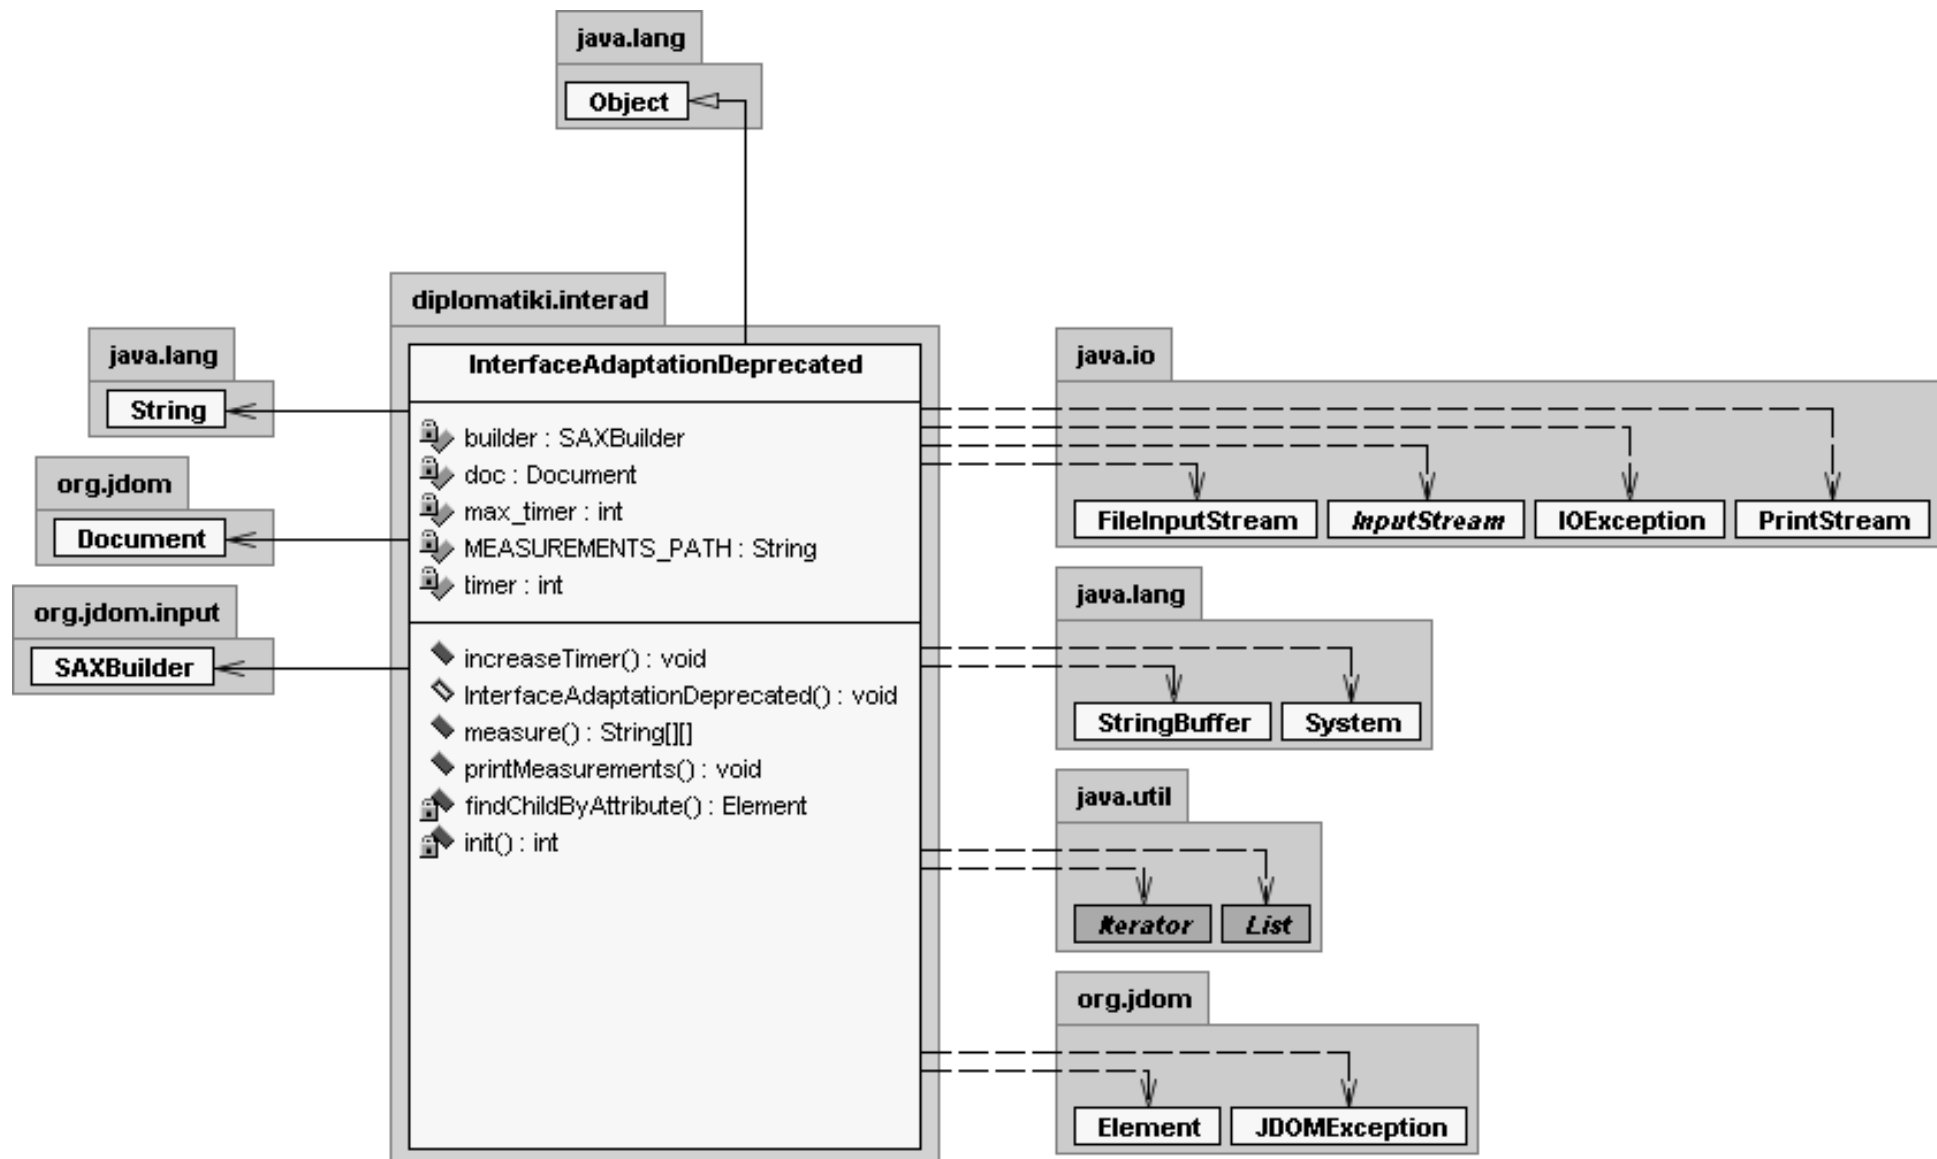 java.lang
Object
diplomatiki.interad
InterfaceAdaptationDeprecated
builder : SAXBuilder
doc : Document
max_timer : int
MEASUREMENTS_PATH : String
timer : int
increaseTimer() : void
InterfaceAdaptationDeprecated() : void
measure() : String[][]
printMeasurements() : void
findChildByAttribute() : Element
init() : int
java.lang
String
org.jdom
Document
org.jdom.input
SAXBuilder
java.io
FileInputStream InputStream IOException PrintStream
java.lang
StringBuffer System
java.util
Iterator List
org.jdom
Element JDOMException